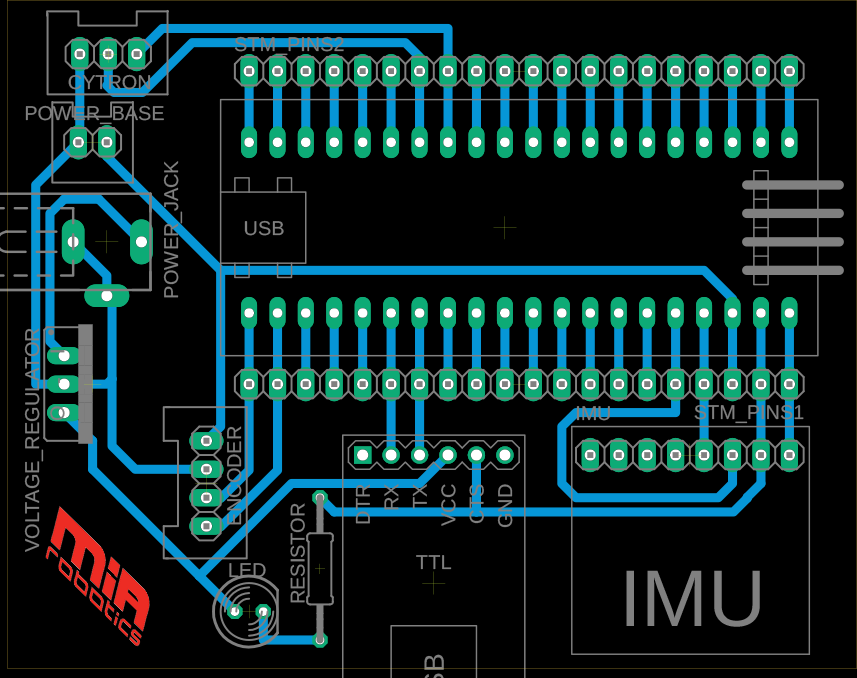 STM_PINS2
CYTRON
POWER_BASE
POWER_JACK
USB
VOLTAGE_REGULATOR
IMU
STM_PINS1
ENCODER
DTR
RX
TX
VCC
CTS
GND
RESISTOR
TTL
LED
IMU
MIA
robotics
SB